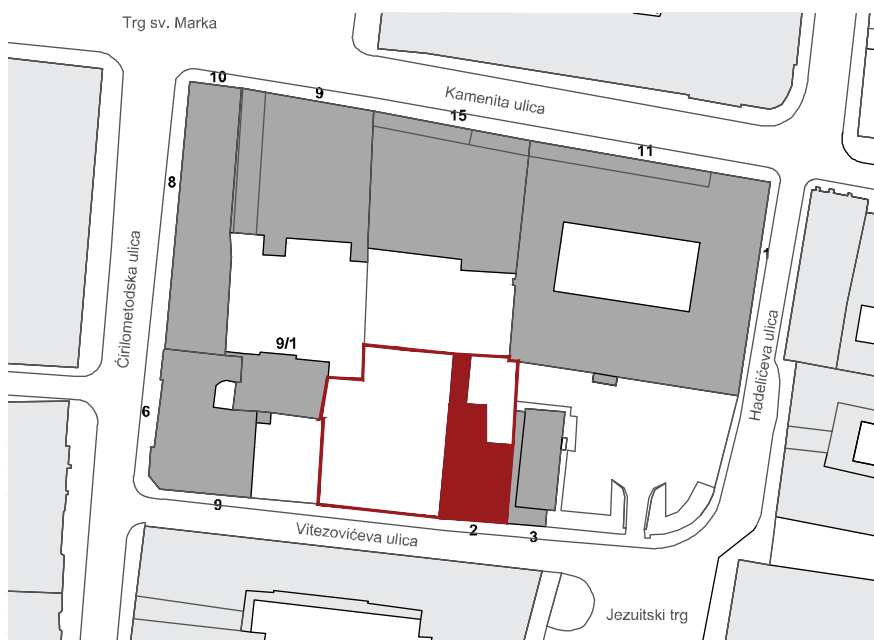 Trg sv. Marka
10
9
Kamenita ulica
15
11
8
1
Ćirilometodska ulica
Hadelićeva ulica
9/1
6
9
Vitezovićeva ulica
2
3
Jezuitski trg